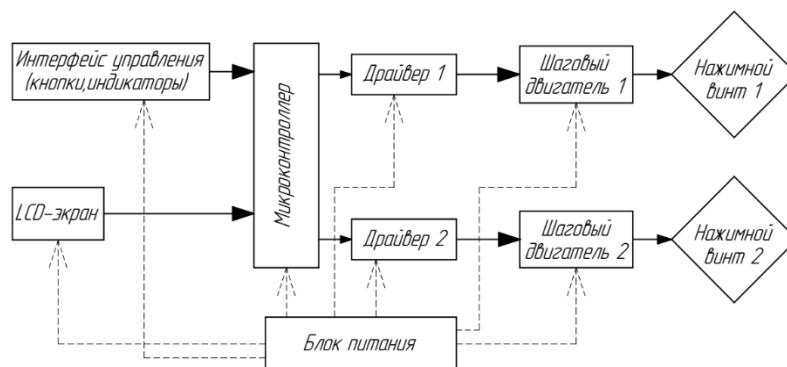 Интерфейс управления
(кнопки,индикаторы)
Микроконтроллер
Драйвер 1
Шаговый
двигатель 1
Нажимной
винт 1
LCD-экран
Драйвер 2
Шаговый
двигатель 2
Нажимной
винт 2
Блок питания